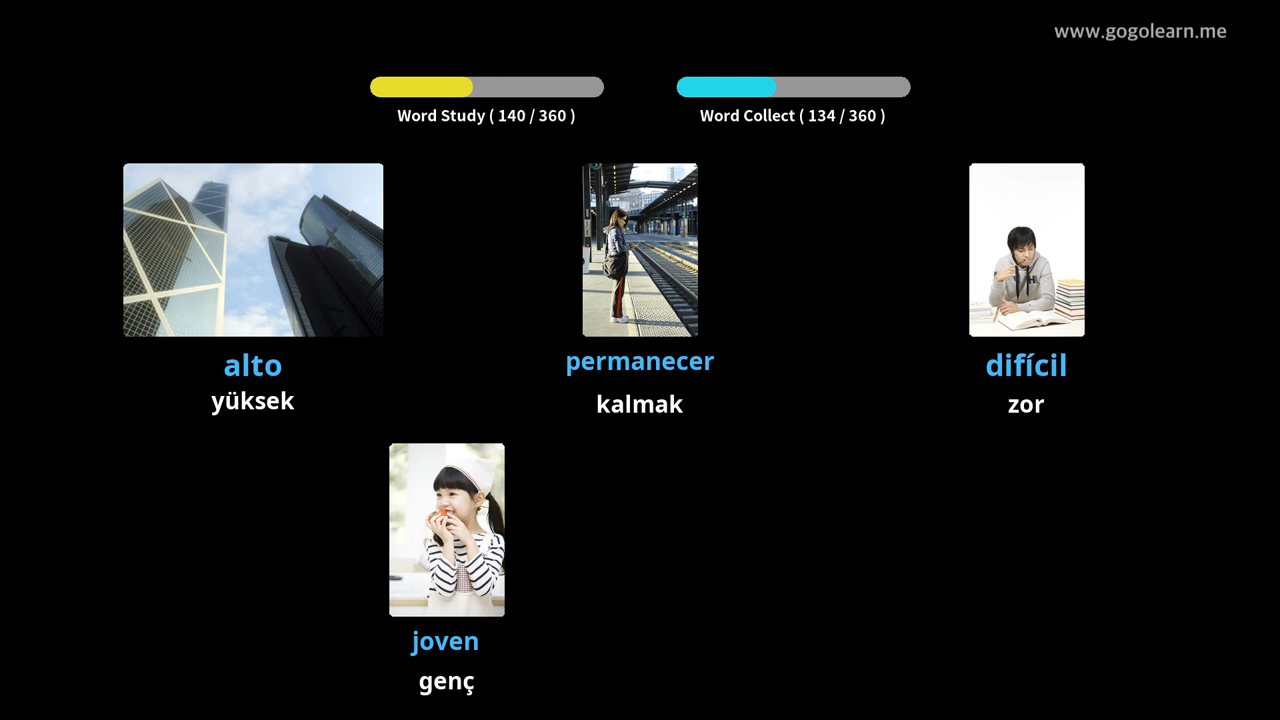 www.gogolearn.me
Word Study ( 140 / 360 )
Word Collect ( 134 / 360 )
alto
yüksek
permanecer
kalmak
difícil
zor
joven
genç